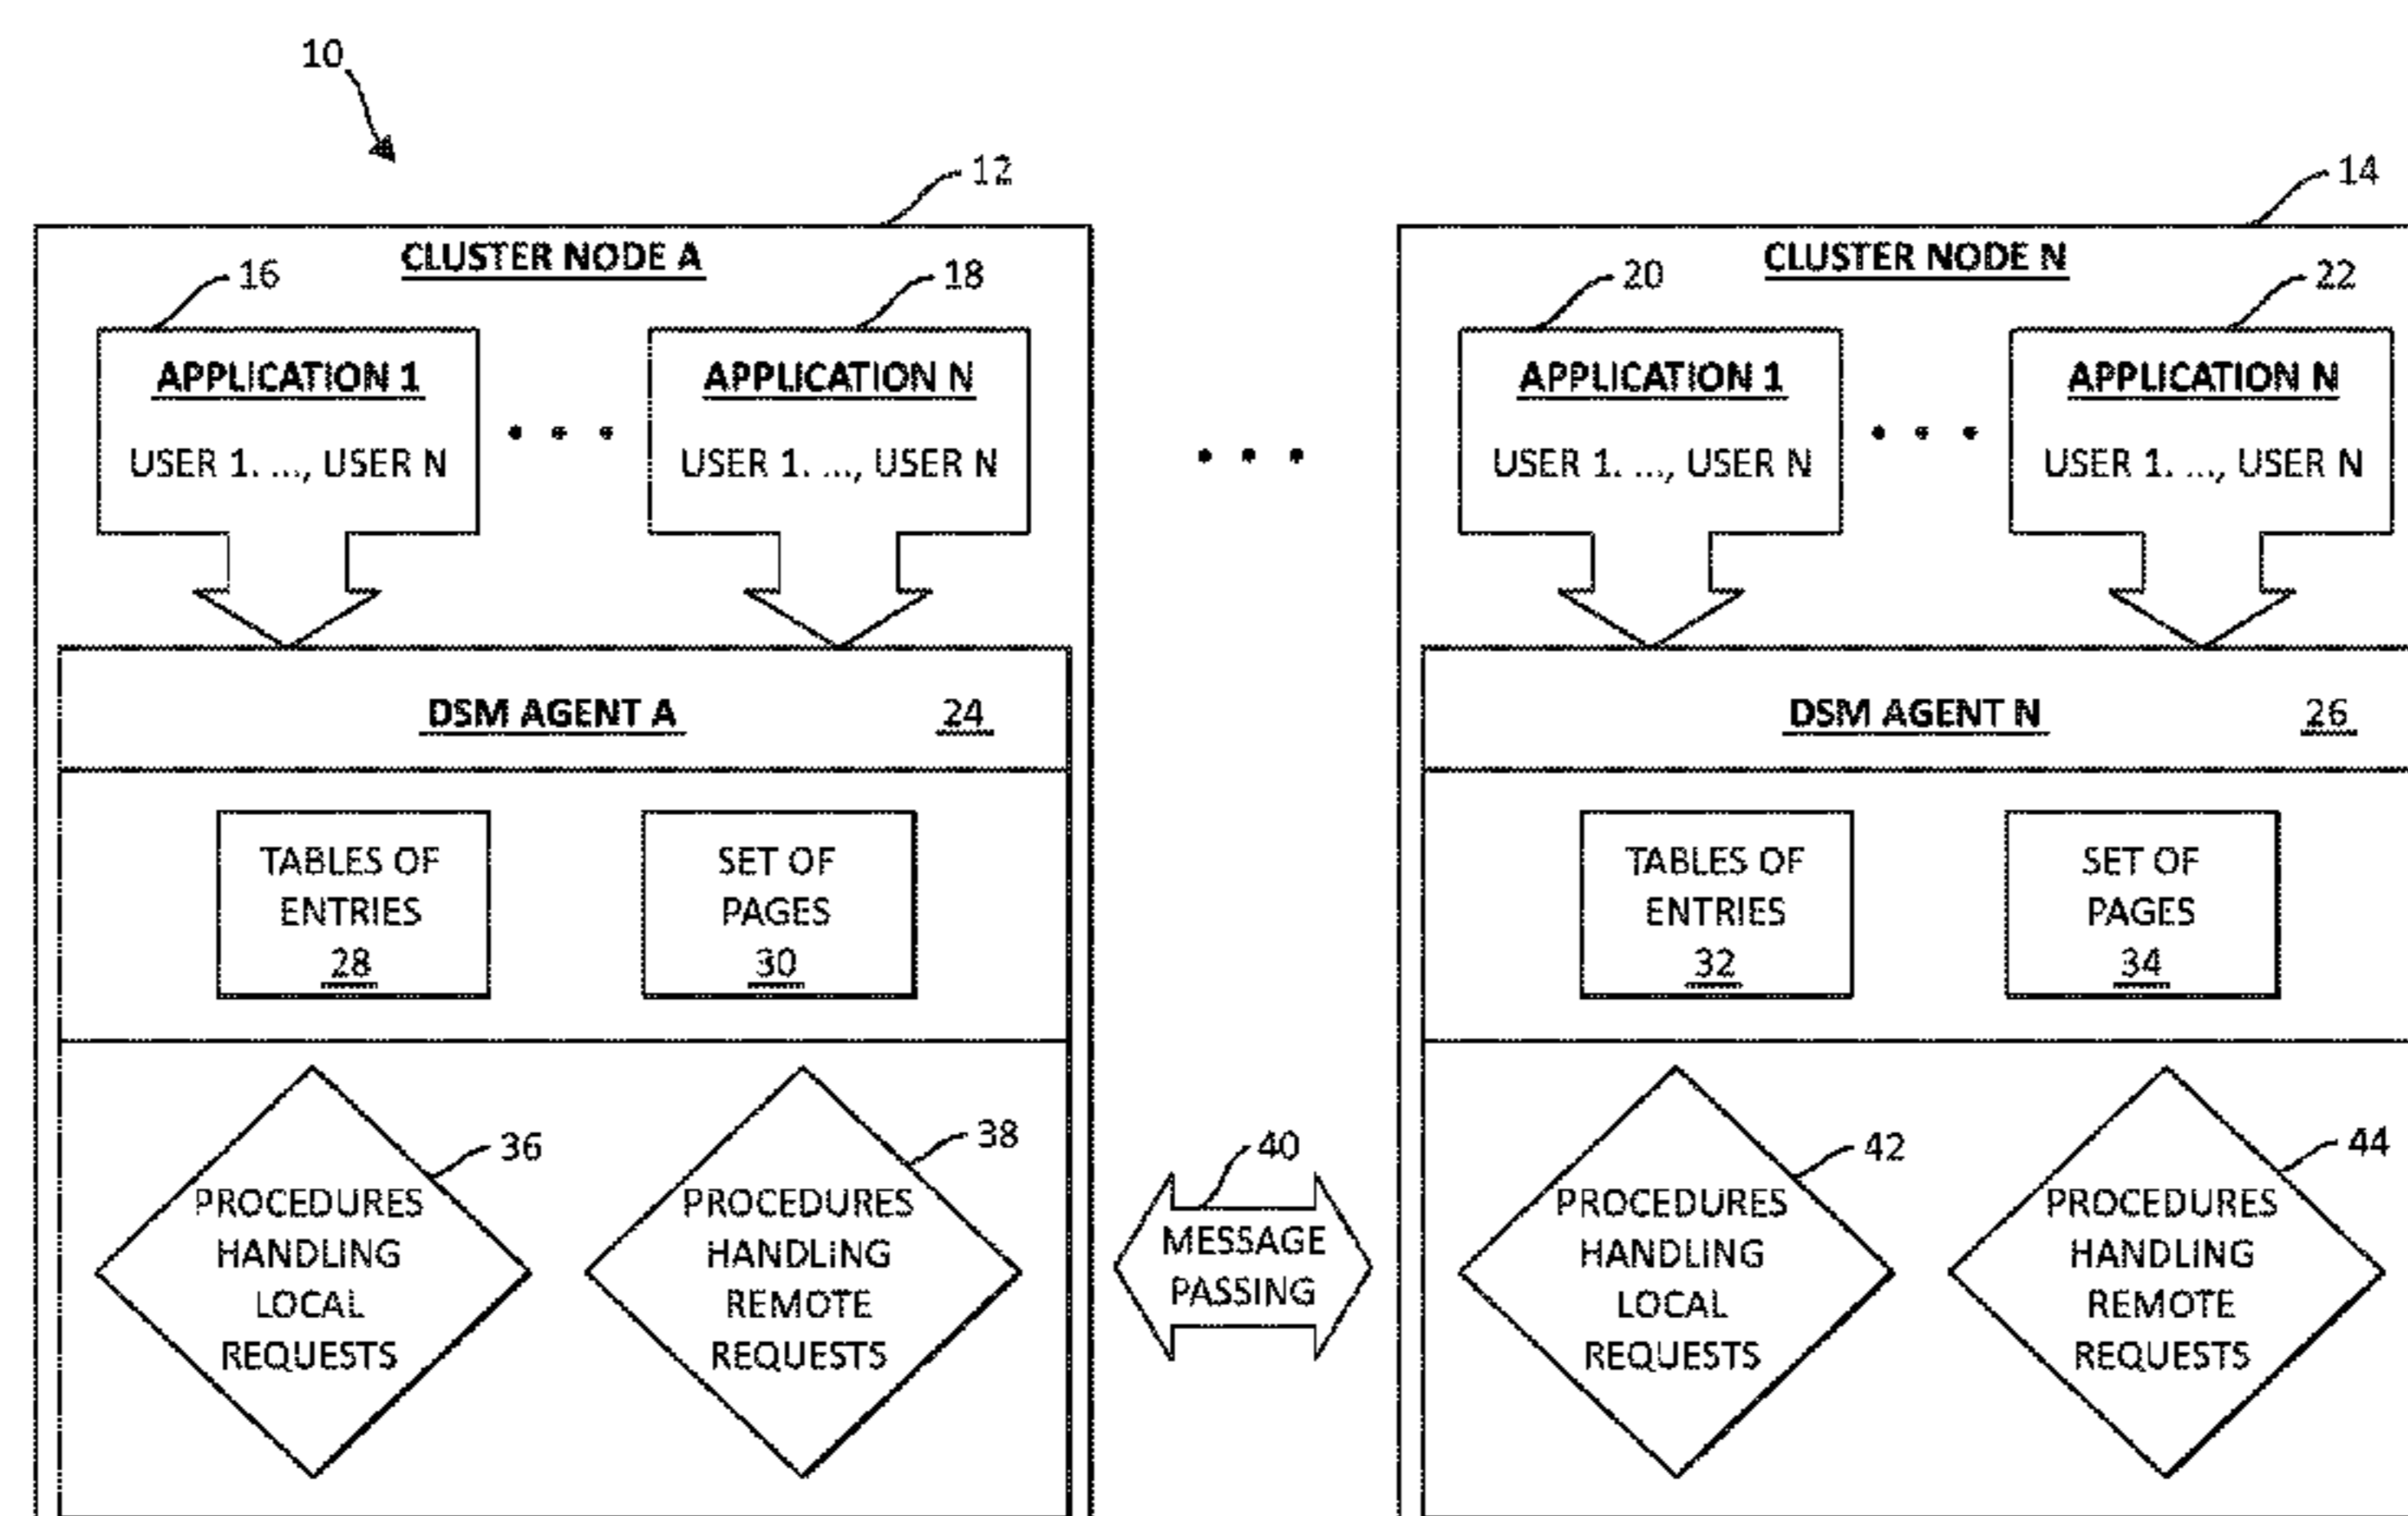 10
12
14
CLUSTER NODE A
CLUSTER NODE N
16
18
20
22
APPLICATION 1
USER 1. ..., USER N
• • •
APPLICATION N
USER 1. ..., USER N
• • •
APPLICATION 1
USER 1. ..., USER N
• • •
APPLICATION N
USER 1. ..., USER N
DSM AGENT A 24
DSM AGENT N 26
TABLES OF
ENTRIES
28
SET OF
PAGES
30
TABLES OF
ENTRIES
32
SET OF
PAGES
34
36
PROCEDURES
HANDLING
LOCAL
REQUESTS
38
PROCEDURES
HANDLING
REMOTE
REQUESTS
40
MESSAGE
PASSING
42
PROCEDURES
HANDLING
LOCAL
REQUESTS
44
PROCEDURES
HANDLING
REMOTE
REQUESTS